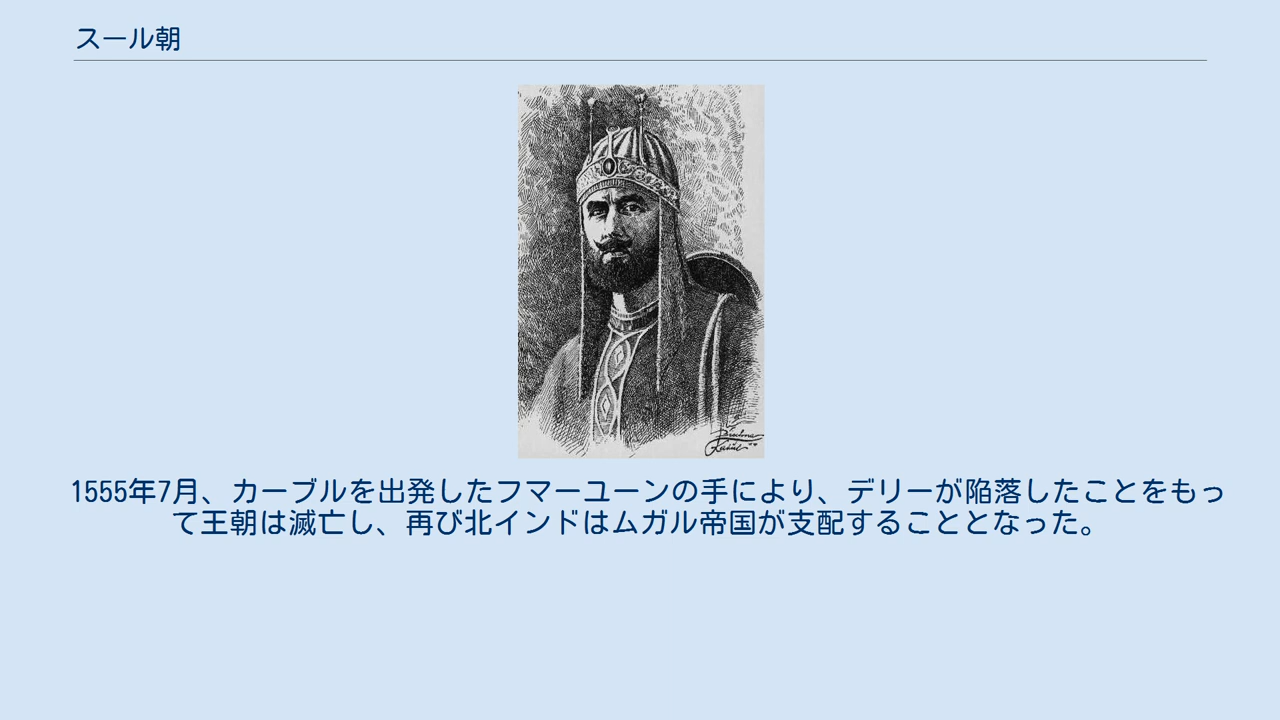 スール朝
1555年7月、カーブルを出発したフマーユーンの手により、デリーが陥落したことをもっ
て王朝は滅亡し、再び北インドはムガル帝国が支配することとなった。